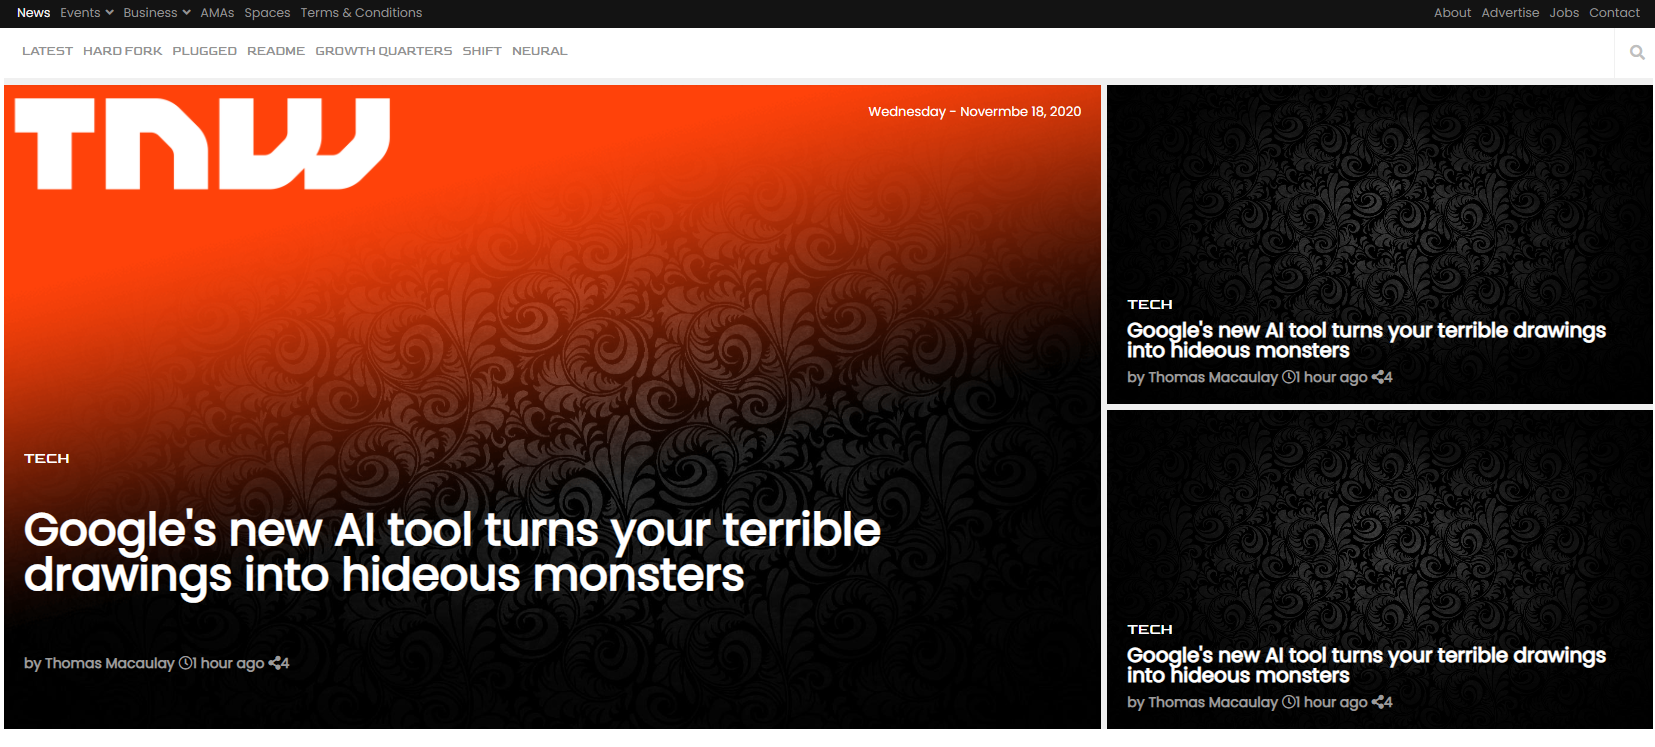 News Events Business AMAs Spaces Terms & Conditions About Advertise Jobs Contact
LATEST HARD FORK PLUGGED README GROWTH QUARTERS SHIFT NEURAL
TNW
Wednesday - Novermbe 18, 2020
TECH
Google's new AI tool turns your terrible
drawings into hideous monsters
by Thomas Macaulay 1 hour ago 4
TECH
Google's new AI tool turns your terrible drawings
into hideous monsters
by Thomas Macaulay 1 hour ago 4
TECH
Google's new AI tool turns your terrible drawings
into hideous monsters
by Thomas Macaulay 1 hour ago 4